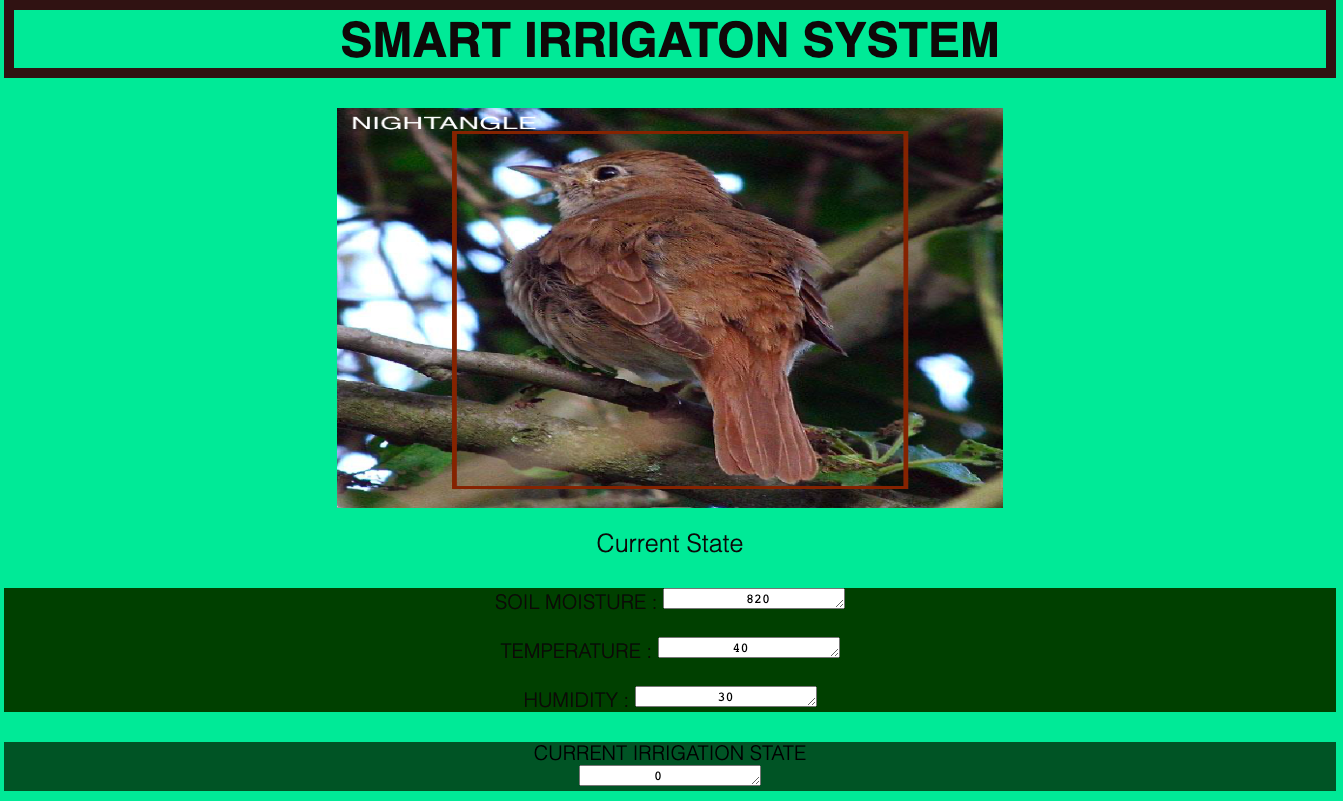 SMART IRRIGATON SYSTEM
NIGHTANGLE
Current State
SOIL MOISTURE : 820
TEMPERATURE : 40
HUMIDITY : 30
CURRENT IRRIGATION STATE
0